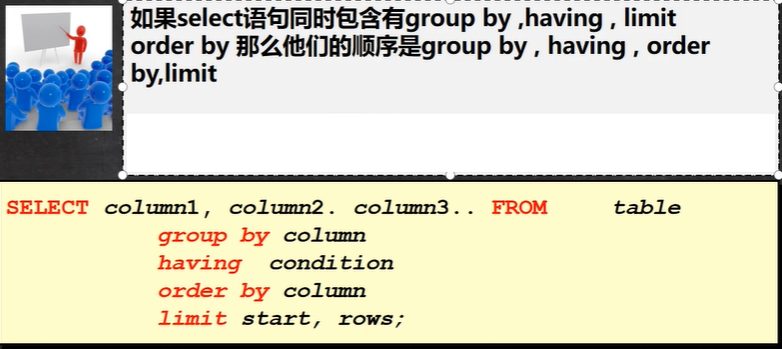 如果select语句同时包含有group by ,having , limit
order by 那么他们的顺序是group by , having , order
by,limit
SELECT column1, column2. column3.. FROM table
group by column
having condition
order by column
limit start, rows;